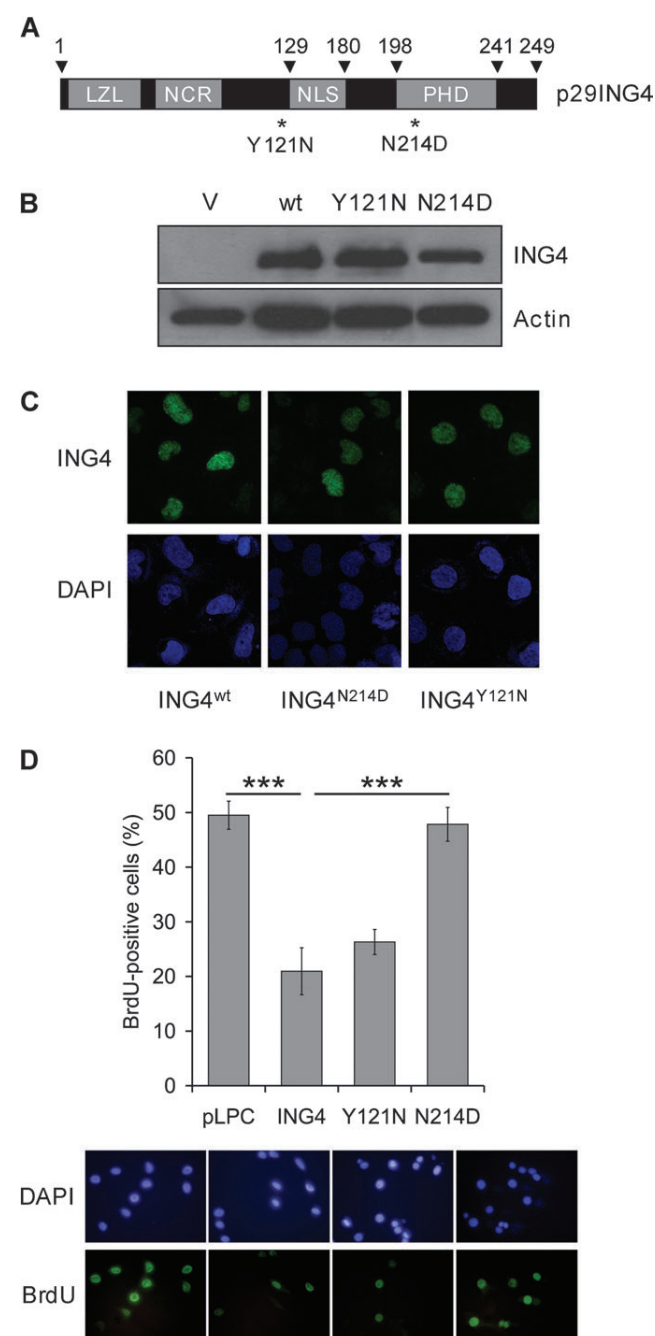 A
1 129 180 198 241 249
LZL NCR NLS PHD p29ING4
* *
Y121N N214D
B
V wt Y121N N214D
ING4
Actin
C
ING4
DAPI
ING4wt ING4N214D ING4Y121N
D
60
50
40
30
20
10
0
BrdU-positive cells (%)
*** ***
pLPC ING4 Y121N N214D
DAPI
BrdU